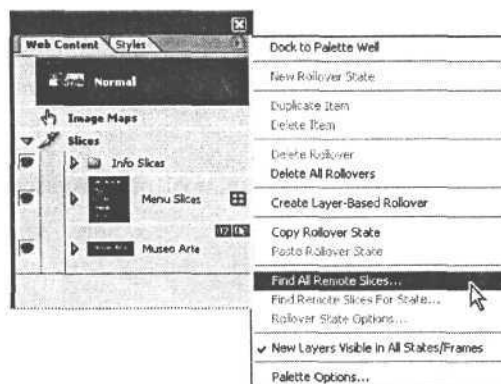 Web Content
Styles
Normal
Image Maps
Slices
Info Slices
Menu Slices
Museo Arte
Dock to Palette Well
New Rollover State
Duplicate Item
Delete Item
Delete Rollover
Delete All Rollovers
Create Layer-Based Rollover
Copy Rollover State
Paste Rollover State
Find All Remote Slices...
Find Remote Slices For State...
Rollover State Options...
New Layers Visible in All States/Frames
Palette Options...